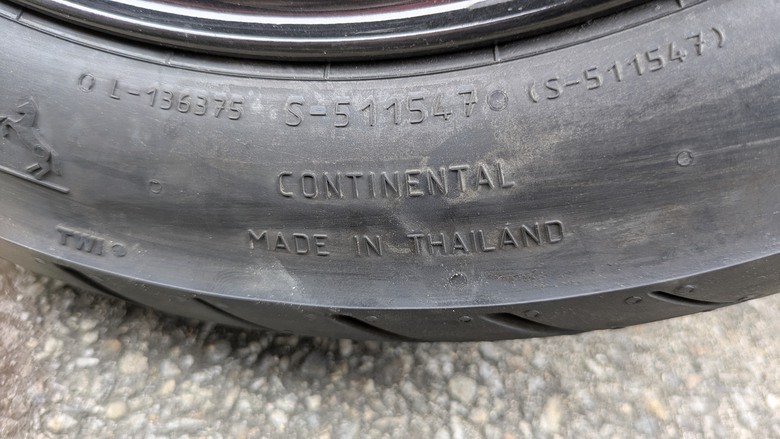 L-136375 S-511547 (S-511547)
CONTINENTAL
TWI
MADE IN THAILAND